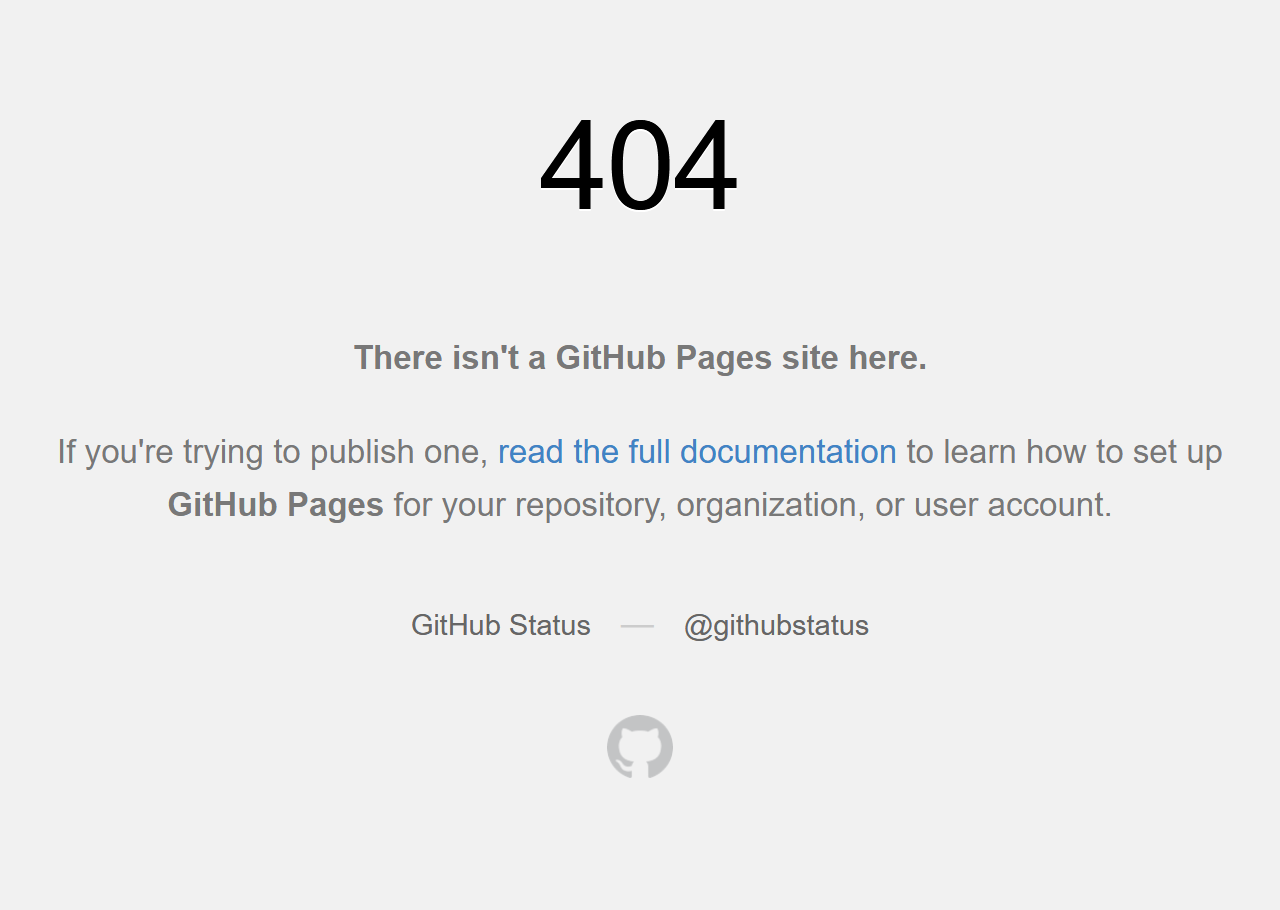 404
There isn't a GitHub Pages site here.
If you're trying to publish one, read the full documentation to learn how to set up
GitHub Pages for your repository, organization, or user account.
GitHub Status — @githubstatus